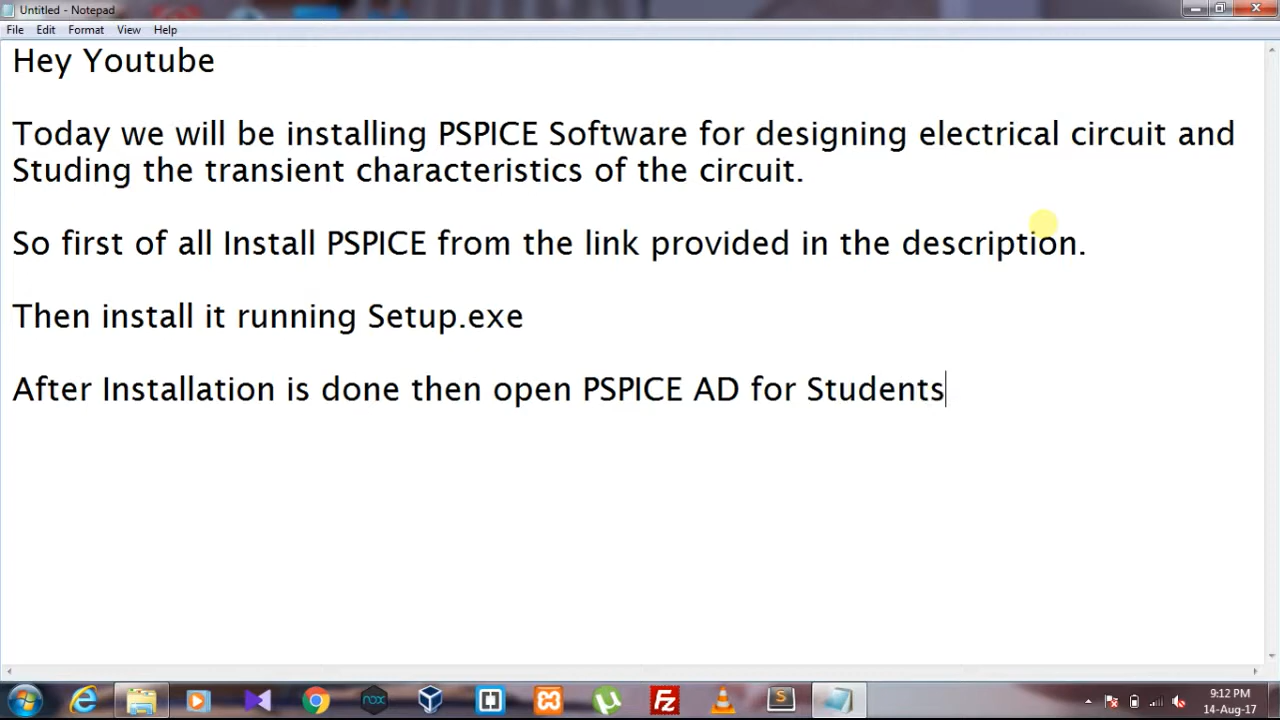 Untitled - Notepad
File Edit Format View Help
Hey Youtube
Today we will be installing PSPICE Software for designing electrical circuit and
Studing the transient characteristics of the circuit.
So first of all Install PSPICE from the link provided in the description.
Then install it running Setup.exe
After Installation is done then open PSPICE AD for Students
nox
S
Fz
9:12 PM
14-Aug-17